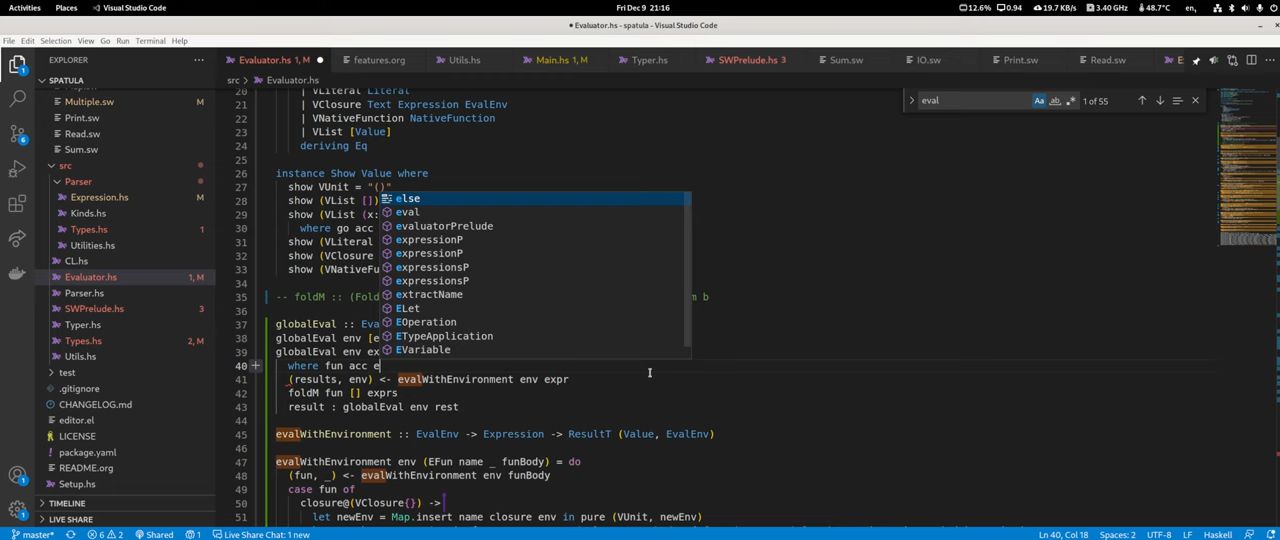 Activities Places Visual Studio Code Fri Dec 9 21:16 12.6% 0.94 19.7 KB/s 3.40 GHz 48.7°C en
● Evaluator.hs - spatula - Visual Studio Code
File Edit Selection View Go Run Terminal Help
EXPLORER ···
Evaluator.hs 1, M ● features.org Utils.hs Main.hs 1, M Typer.hs SWPrelude.hs 3 Sum.sw IO.sw Print.sw Read.sw
src > Evaluator.hs
eval Aa ab 1 of 55
SPATULA
Multiple.sw M
Print.sw
Read.sw
Sum.sw
src
Parser
Expression.hs M
Kinds.hs
Types.hs 1
Utilities.hs
CL.hs
Evaluator.hs 1, M
Parser.hs
SWPrelude.hs 3
Typer.hs
Types.hs 1, M
Utils.hs
test
.gitignore
CHANGELOG.md
editor.el
LICENSE
package.yaml
README.org
Setup.hs
TIMELINE
LIVE SHARE
20 | VLiteral Literal
21 | VClosure Text Expression EvalEnv
22 | VNativeFunction NativeFunction
23 | VList [Value]
24 deriving Eq
25
26 instance Show Value where
27 show VUnit = "()"
28 show (VList [])
29 show (VList (x:
30 where go acc
31 show (VLiteral
32 show (VClosure
33 show (VNativeFu
34
35 -- foldM :: (Fold m b
36
37 globalEval :: Eva
38 globalEval env [e
39 globalEval env ex
40 where fun acc e
41 (results, env) <- evalWithEnvironment env expr
42 foldM fun [] exprs
43 result : globalEval env rest
44
45 evalWithEnvironment :: EvalEnv -> Expression -> ResultT (Value, EvalEnv)
46
47 evalWithEnvironment env (EFun name _ funBody) = do
48 (fun, _) <- evalWithEnvironment env funBody
49 case fun of
50 closure@(VClosure{}) ->
51 let newEnv = Map.insert name closure env in pure (VUnit, newEnv)
else
eval
evaluatorPrelude
expressionP
expressionP
expressionsP
expressionsP
extractName
ELet
EOperation
ETypeApplication
EVariable
master* 6 2 Shared 1 Live Share Chat: 1 new Ln 40, Col 18 Spaces: 2 UTF-8 LF Haskell